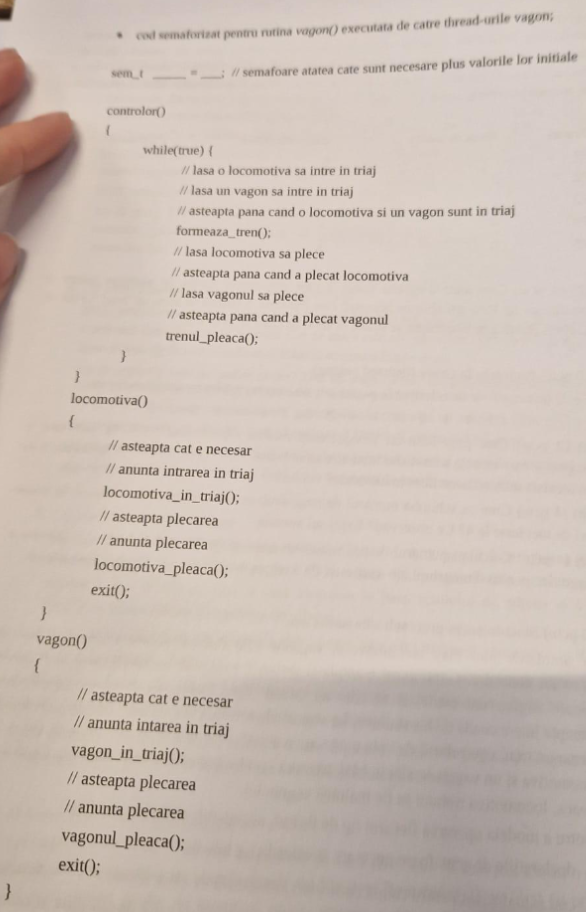 • cod semaforizat pentru rutina vagon() executata de catre thread-urile vagon;
sem_t _____ = ___; // semafoare atatea cate sunt necesare plus valorile lor initiale
controlor()
{
while(true) {
// lasa o locomotiva sa intre in triaj
// lasa un vagon sa intre in triaj
// asteapta pana cand o locomotiva si un vagon sunt in triaj
formeaza_tren();
// lasa locomotiva sa plece
// asteapta pana cand a plecat locomotiva
// lasa vagonul sa plece
// asteapta pana cand a plecat vagonul
trenul_pleaca();
}
}
locomotiva()
{
// asteapta cat e necesar
// anunta intrarea in triaj
locomotiva_in_triaj();
// asteapta plecarea
// anunta plecarea
locomotiva_pleaca();
exit();
}
vagon()
{
// asteapta cat e necesar
// anunta intarea in triaj
vagon_in_triaj();
// asteapta plecarea
// anunta plecarea
vagonul_pleaca();
exit();
}